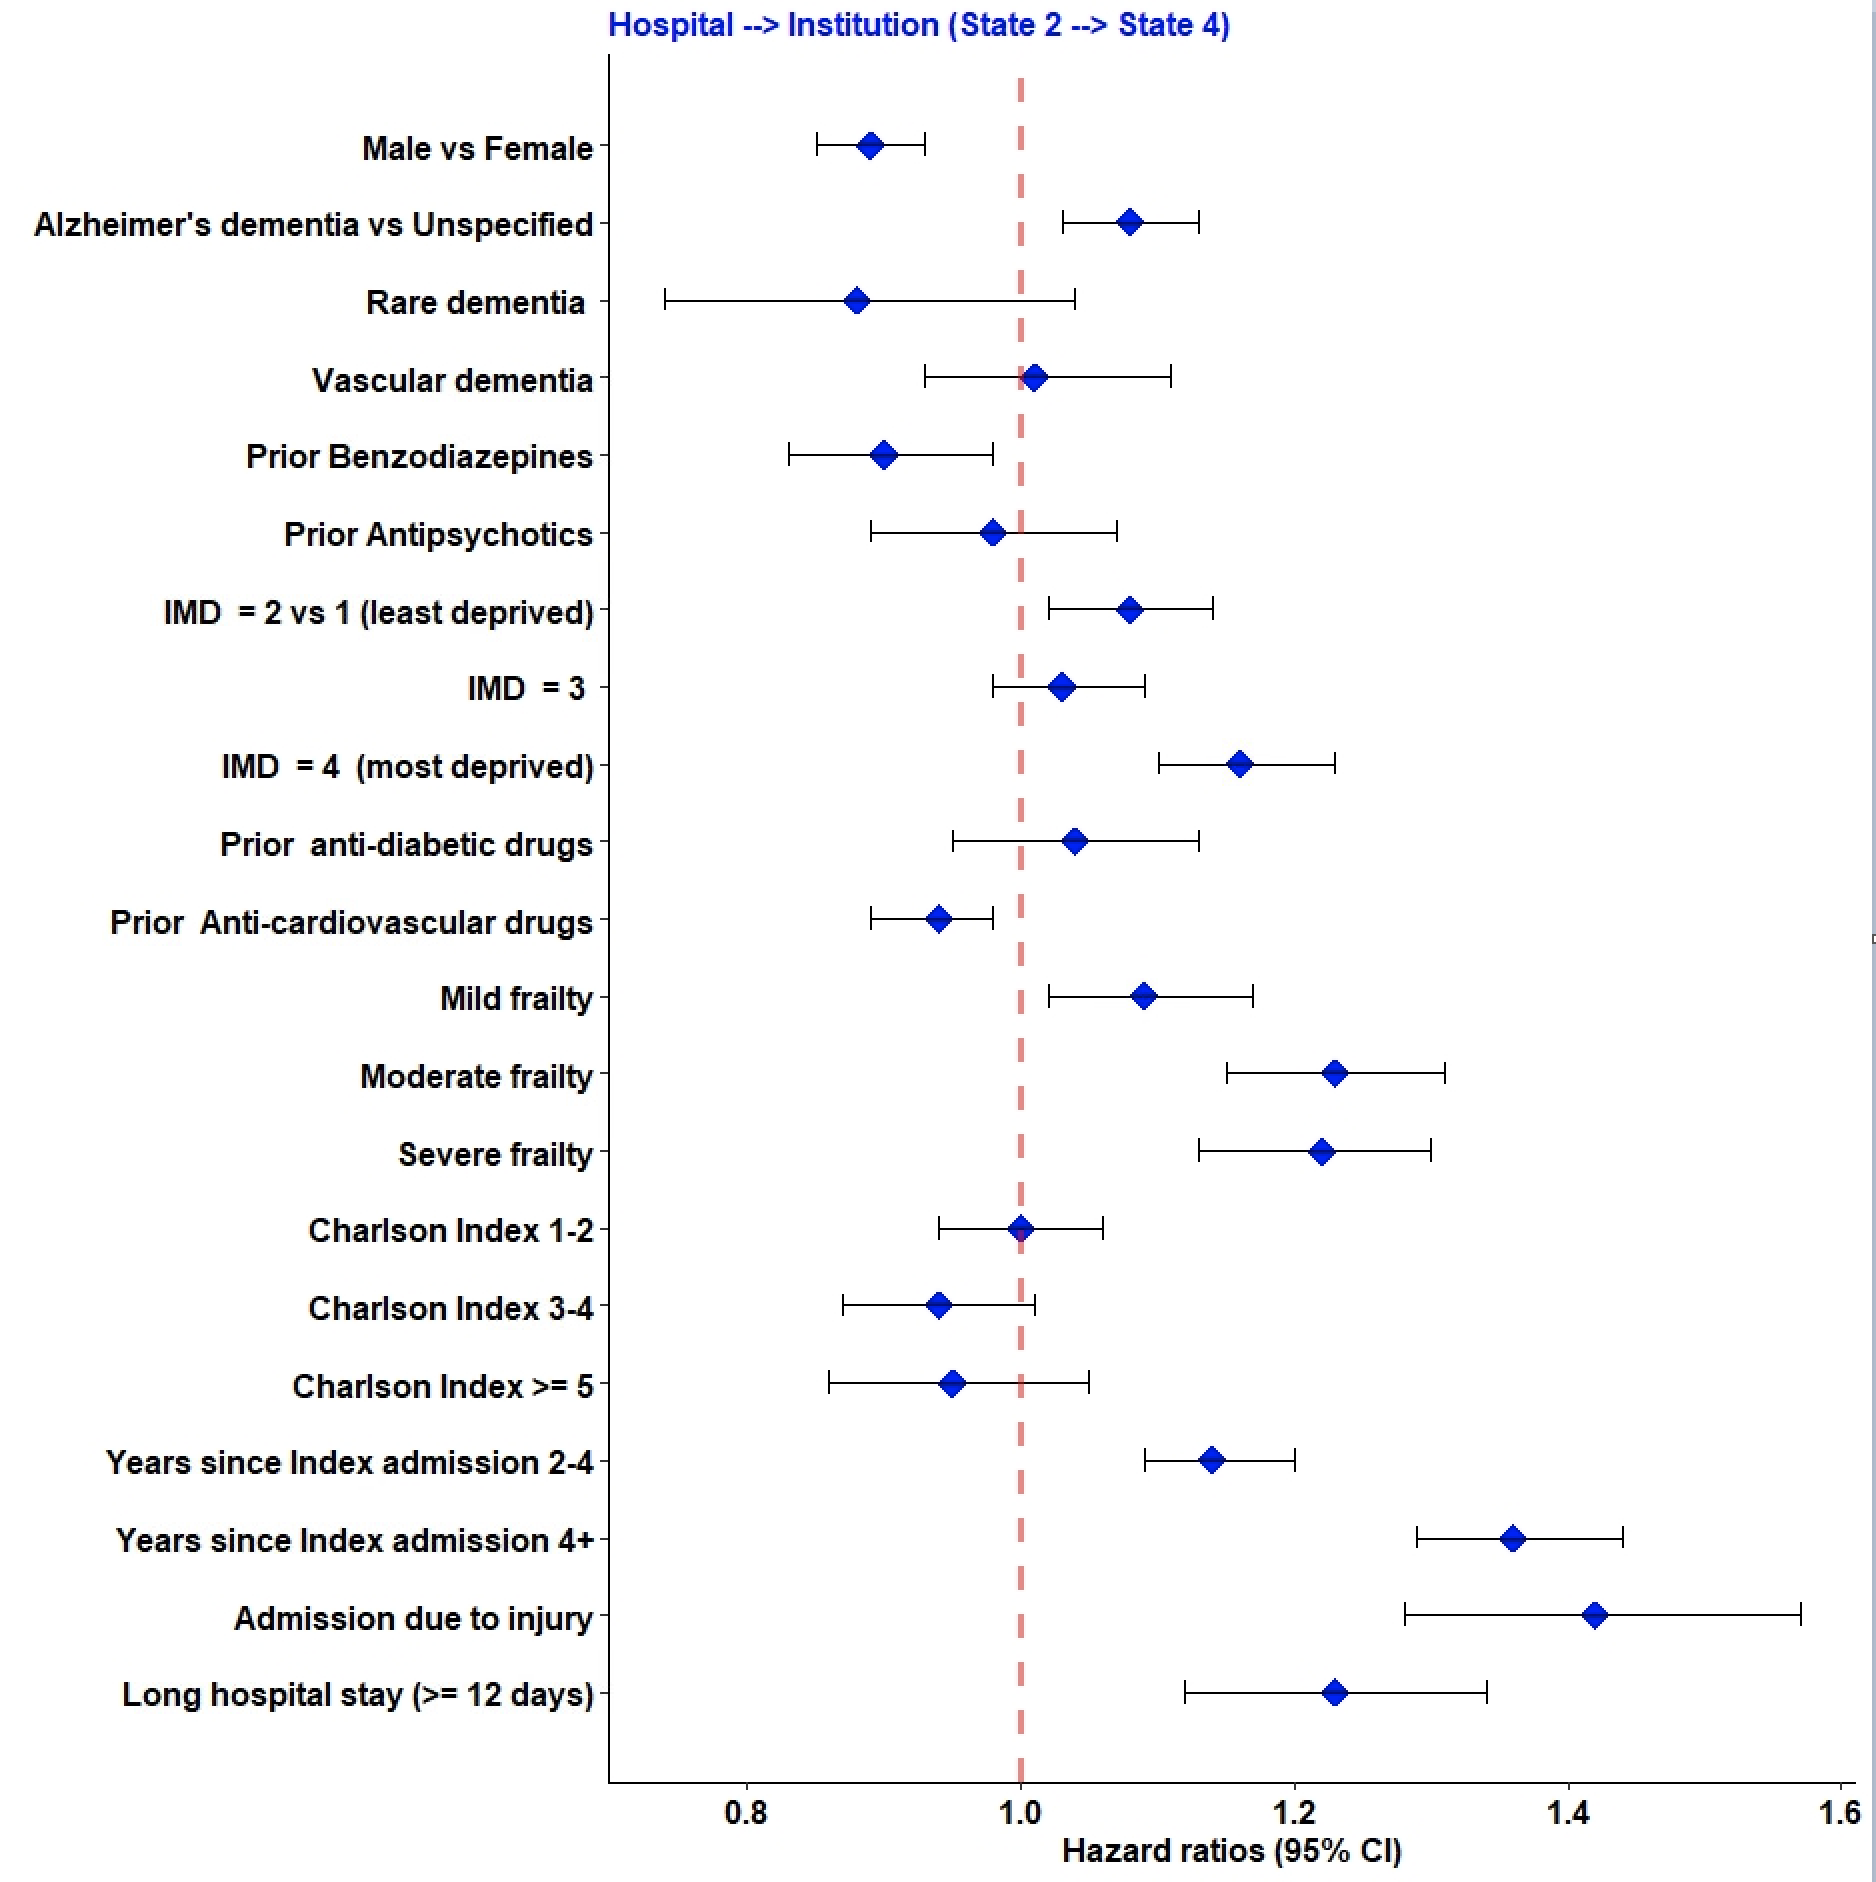 Hospital --> Institution (State 2 --> State 4)
Male vs Female
Alzheimer's dementia vs Unspecified
Rare dementia
Vascular dementia
Prior Benzodiazepines
Prior Antipsychotics
IMD  = 2 vs 1 (least deprived)
IMD  = 3
IMD  = 4  (most deprived)
Prior  anti-diabetic drugs
Prior  Anti-cardiovascular drugs
Mild frailty
Moderate frailty
Severe frailty
Charlson Index 1-2
Charlson Index 3-4
Charlson Index >= 5
Years since Index admission 2-4
Years since Index admission 4+
Admission due to injury
Long hospital stay (>= 12 days)
0.8 1.0 1.2 1.4 1.6
Hazard ratios (95% CI)